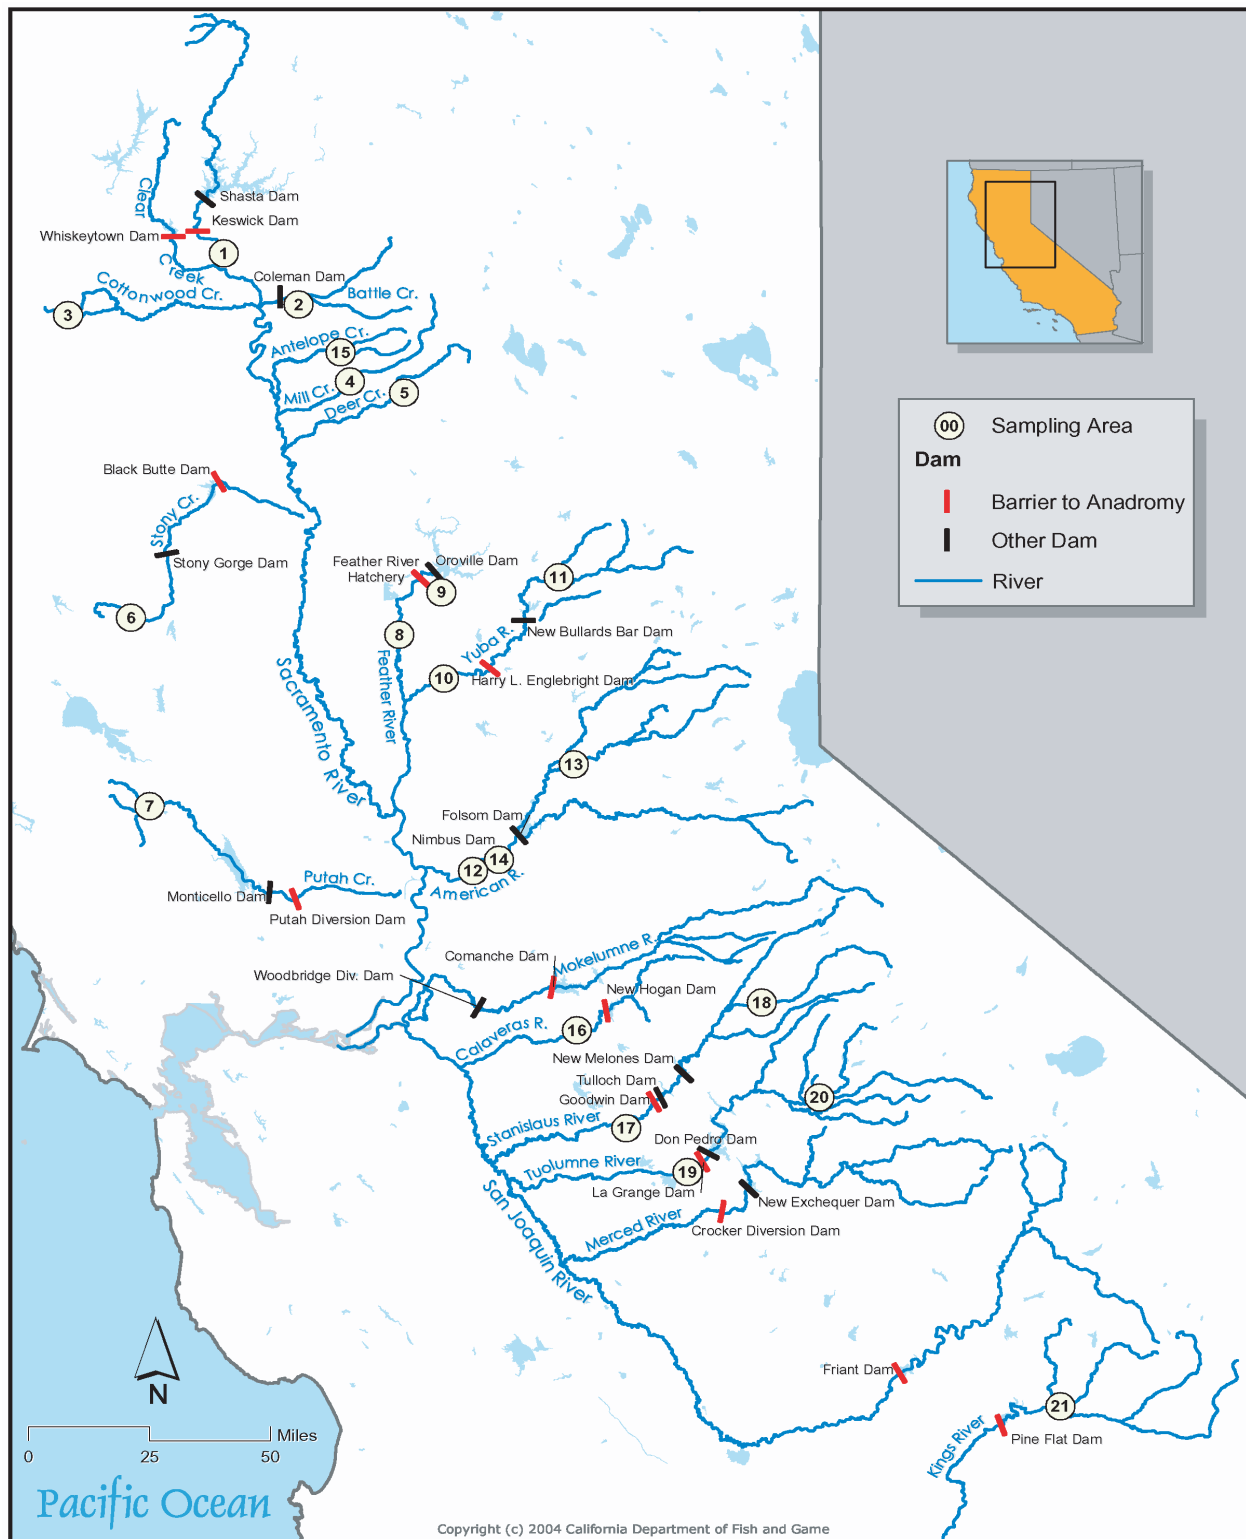 Shasta Dam
Keswick Dam
Clear
Whiskeytown Dam
1
Creek
Coleman Dam
Cottonwood Cr.
Battle Cr.
2
3
Antelope Cr.
15
4
Mill Cr.
5
Deer Cr.
00 Sampling Area
Dam
Barrier to Anadromy
Other Dam
River
Black Butte Dam
Stony Cr.
Stony Gorge Dam
6
Feather River
Hatchery
Oroville Dam
9
11
8
New Bullards Bar Dam
Yuba R.
10
Harry L. Englebright Dam
Feather River
Sacramento River
13
7
Folsom Dam
Nimbus Dam
14
12
American R.
Putah Cr.
Monticello Dam
Putah Diversion Dam
Comanche Dam
Mokelumne R.
Woodbridge Div. Dam
New Hogan Dam
18
16
Calaveras R.
New Melones Dam
Tulloch Dam
Goodwin Dam
20
Stanislaus River
17
Don Pedro Dam
Tuolumne River
19
La Grange Dam
San Joaquin River
New Exchequer Dam
Merced River
Crocker Diversion Dam
Friant Dam
21
Kings River
Pine Flat Dam
N
Miles
0 25 50
Pacific Ocean
Copyright (c) 2004 California Department of Fish and Game